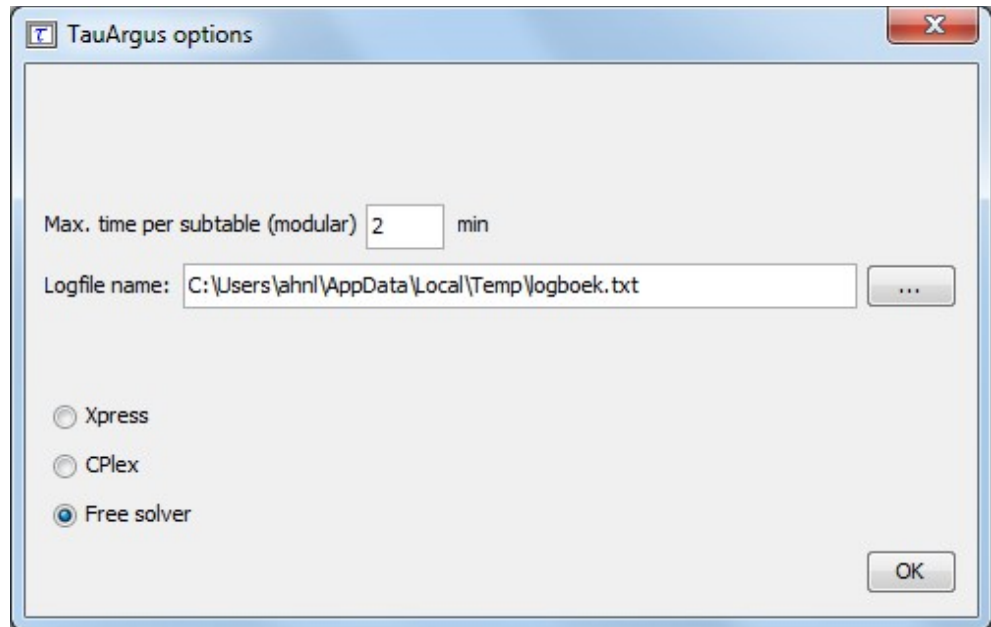 τ TauArgus options
Max. time per subtable (modular) 2 min
Logfile name: C:\Users\ahnl\AppData\Local\Temp\logboek.txt ...
Xpress
CPlex
Free solver
OK